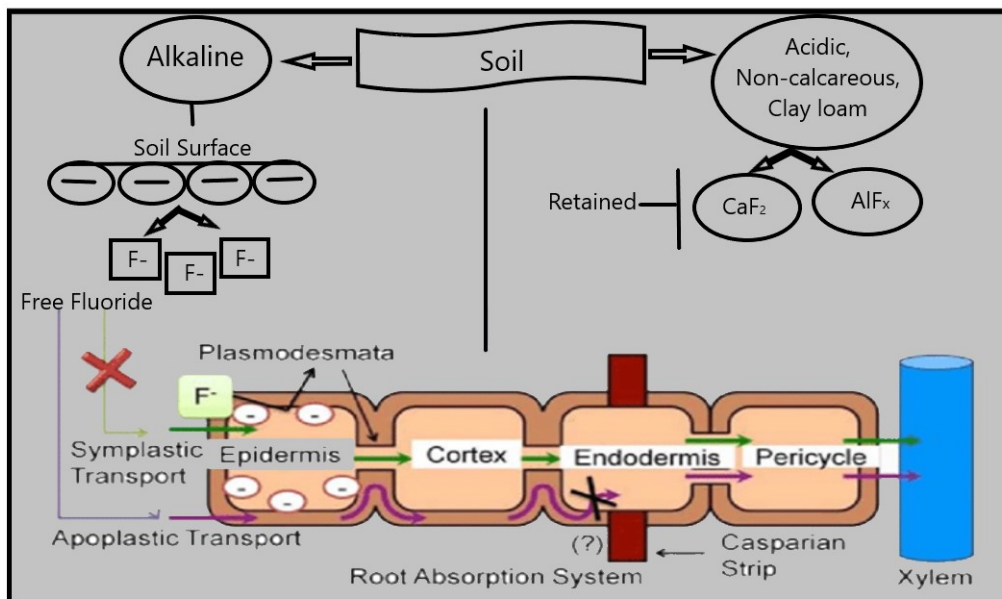 Soil
Alkaline
Acidic,
Non-calcareous,
Clay loam
Soil Surface
− − − −
Retained
CaF₂
AlFₓ
F-
F-
F-
Free Fluoride
Plasmodesmata
F-
- -
Symplastic
Transport
Epidermis
Cortex
Endodermis
Pericycle
- - -
Apoplastic Transport
(?)
Casparian
Strip
Root Absorption System
Xylem